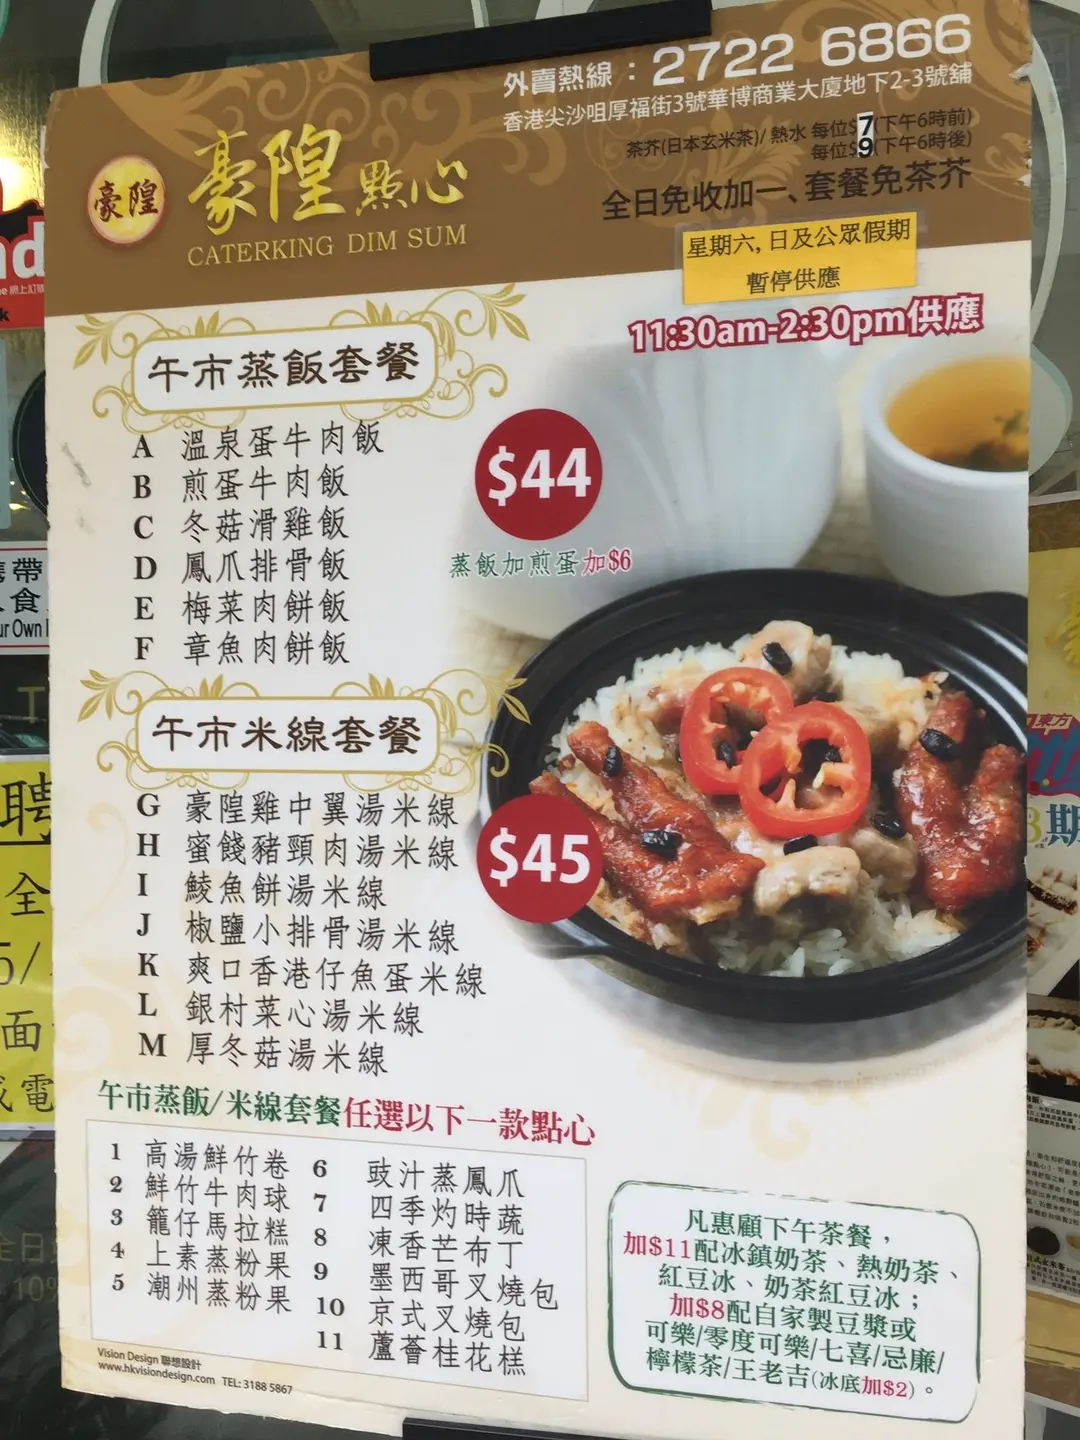 外賣熱線：2722 6866
香港尖沙咀厚福街3號華博商業大廈地下2-3號舖
茶芥(日本玄米茶)/ 熱水 每位$7(下午6時前)
每位$9(下午6時後)
全日免收加一、套餐免茶芥
豪隍
豪隍點心
CATERKING DIM SUM
星期六, 日及公眾假期
暫停供應
11:30am-2:30pm供應
午市蒸飯套餐
A 溫泉蛋牛肉飯
B 煎蛋牛肉飯
C 冬菇滑雞飯
D 鳳爪排骨飯
E 梅菜肉餅飯
F 章魚肉餅飯
$44
蒸飯加煎蛋加$6
午市米線套餐
G 豪隍雞中翼湯米線
H 蜜餞豬頸肉湯米線
I 鯪魚餅湯米線
J 椒鹽小排骨湯米線
K 爽口香港仔魚蛋米線
L 銀村菜心湯米線
M 厚冬菇湯米線
$45
午市蒸飯/米線套餐任選以下一款點心
1 高湯鮮竹卷
2 鮮竹牛肉球
3 籠仔馬拉糕
4 上素蒸粉果
5 潮州蒸粉果
6 豉汁蒸鳳爪
7 四季灼時蔬
8 凍香芒布丁
9 墨西哥叉燒包
10 京式叉燒包
11 蘆薈桂花糕
凡惠顧下午茶餐，
加$11配冰鎮奶茶、熱奶茶、
紅豆冰、奶茶紅豆冰；
加$8配自家製豆漿或
可樂/零度可樂/七喜/忌廉/
檸檬茶/王老吉(冰底加$2)。
Vision Design 聯想設計
www.hkvisiondesign.com TEL: 3188 5867
聘
全
面